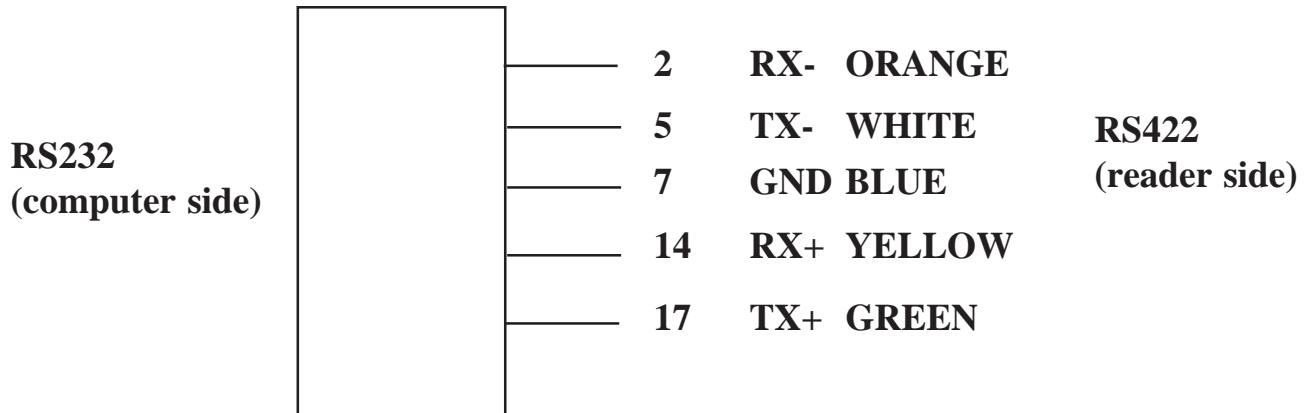 RS232
(computer side)
2 RX- ORANGE
5 TX- WHITE
7 GND BLUE
14 RX+ YELLOW
17 TX+ GREEN
RS422
(reader side)